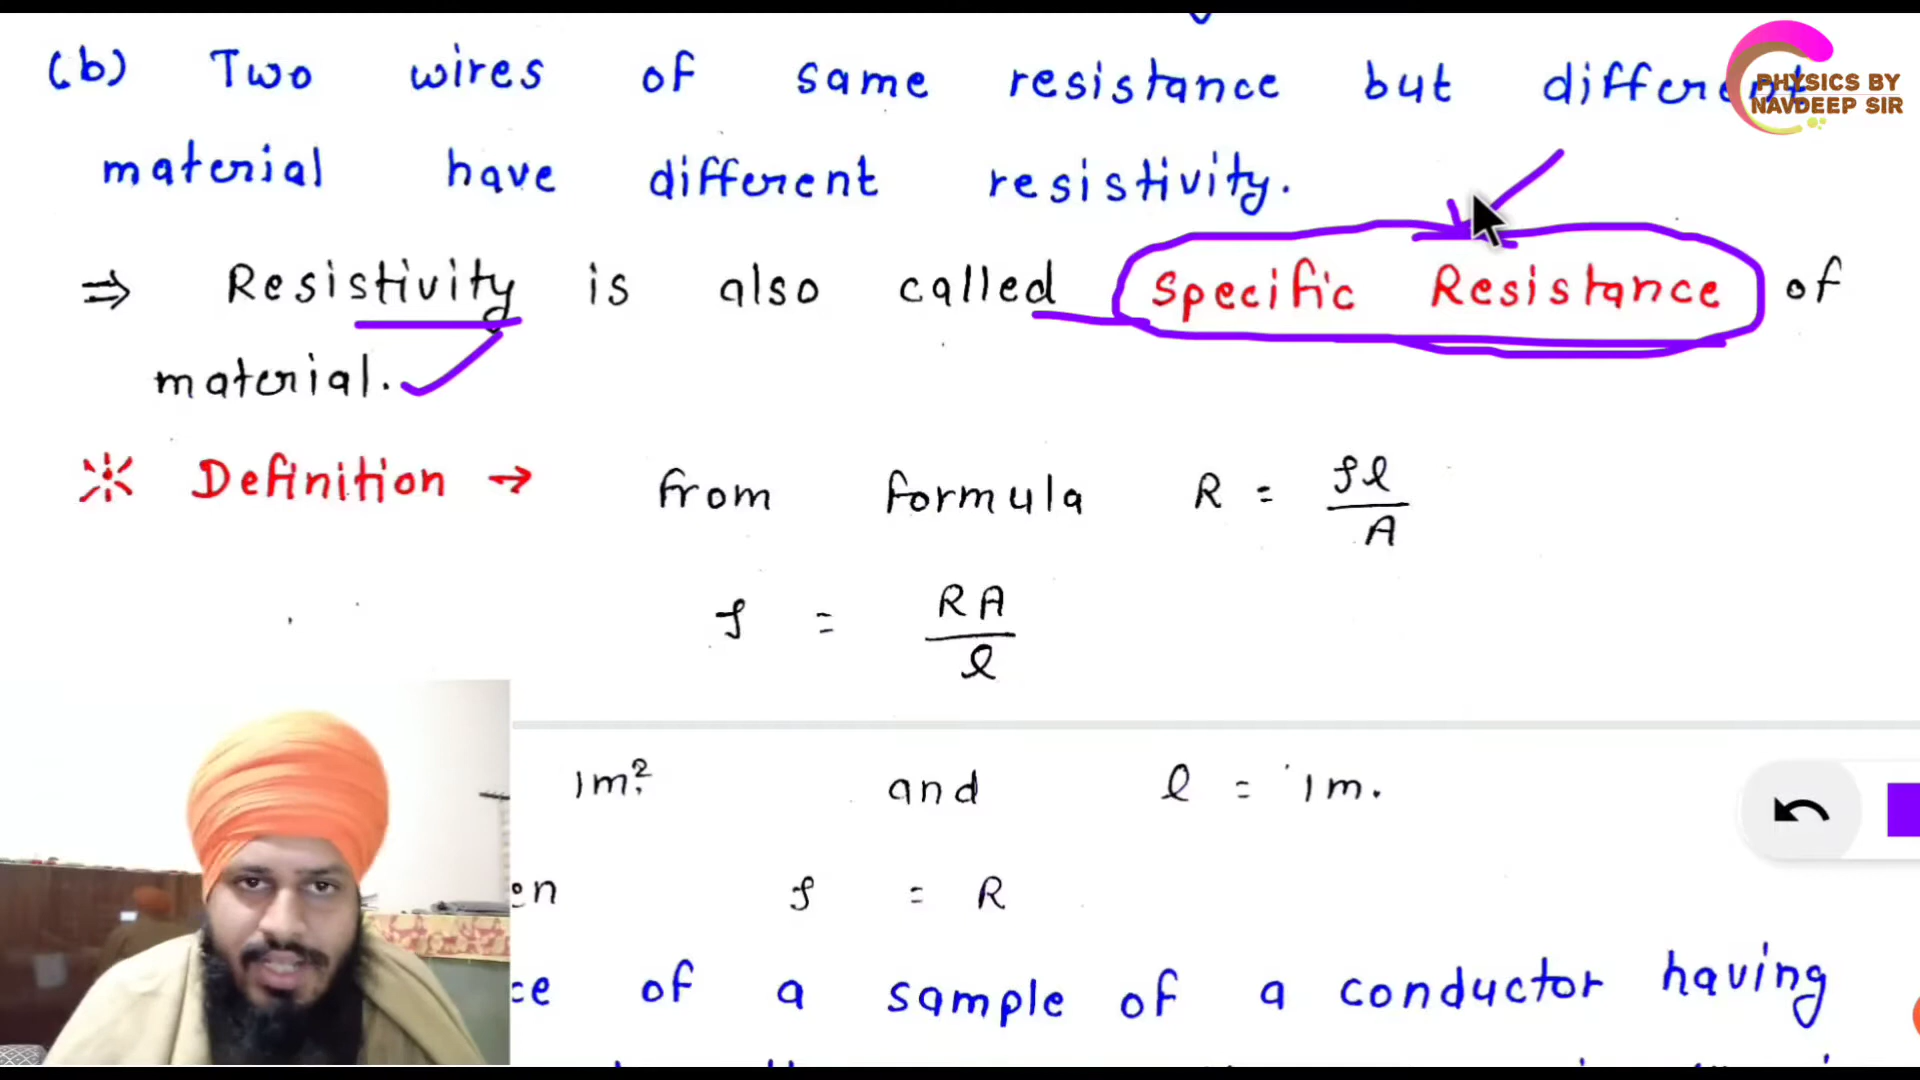 (b) Two wires of same resistance but different
PHYSICS BY
NAVDEEP SIR
material have different resistivity.
⇒ Resistivity is also called Specific Resistance of
material.
※ Definition → from formula R = ρl/A
ρ = RA/l
1m² and l = 1m.
en ρ = R
ce of a sample of a conductor having